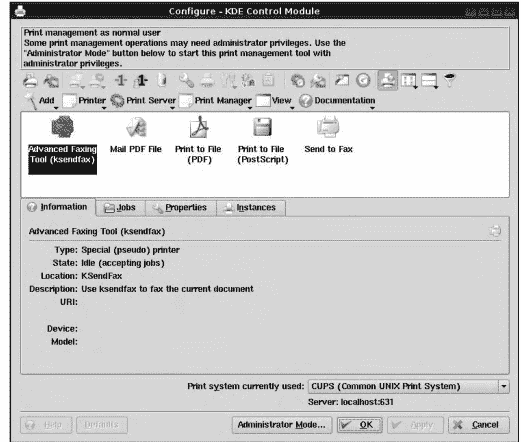 Configure - KDE Control Module
Print management as normal user
Some print management operations may need administrator privileges. Use the
"Administrator Mode" button below to start this print management tool with
administrator privileges.
Add Printer Print Server Print Manager View Documentation
Advanced Faxing Tool (ksendfax)
Mail PDF File
Print to File (PDF)
Print to File (PostScript)
Send to Fax
Information Jobs Properties Instances
Advanced Faxing Tool (ksendfax)
Type: Special (pseudo) printer
State: Idle (accepting jobs)
Location: KSendFax
Description: Use ksendfax to fax the current document
URI:
Device:
Model:
Print system currently used: CUPS (Common UNIX Print System)
Server: localhost:631
Help Defaults Administrator Mode... OK Apply Cancel